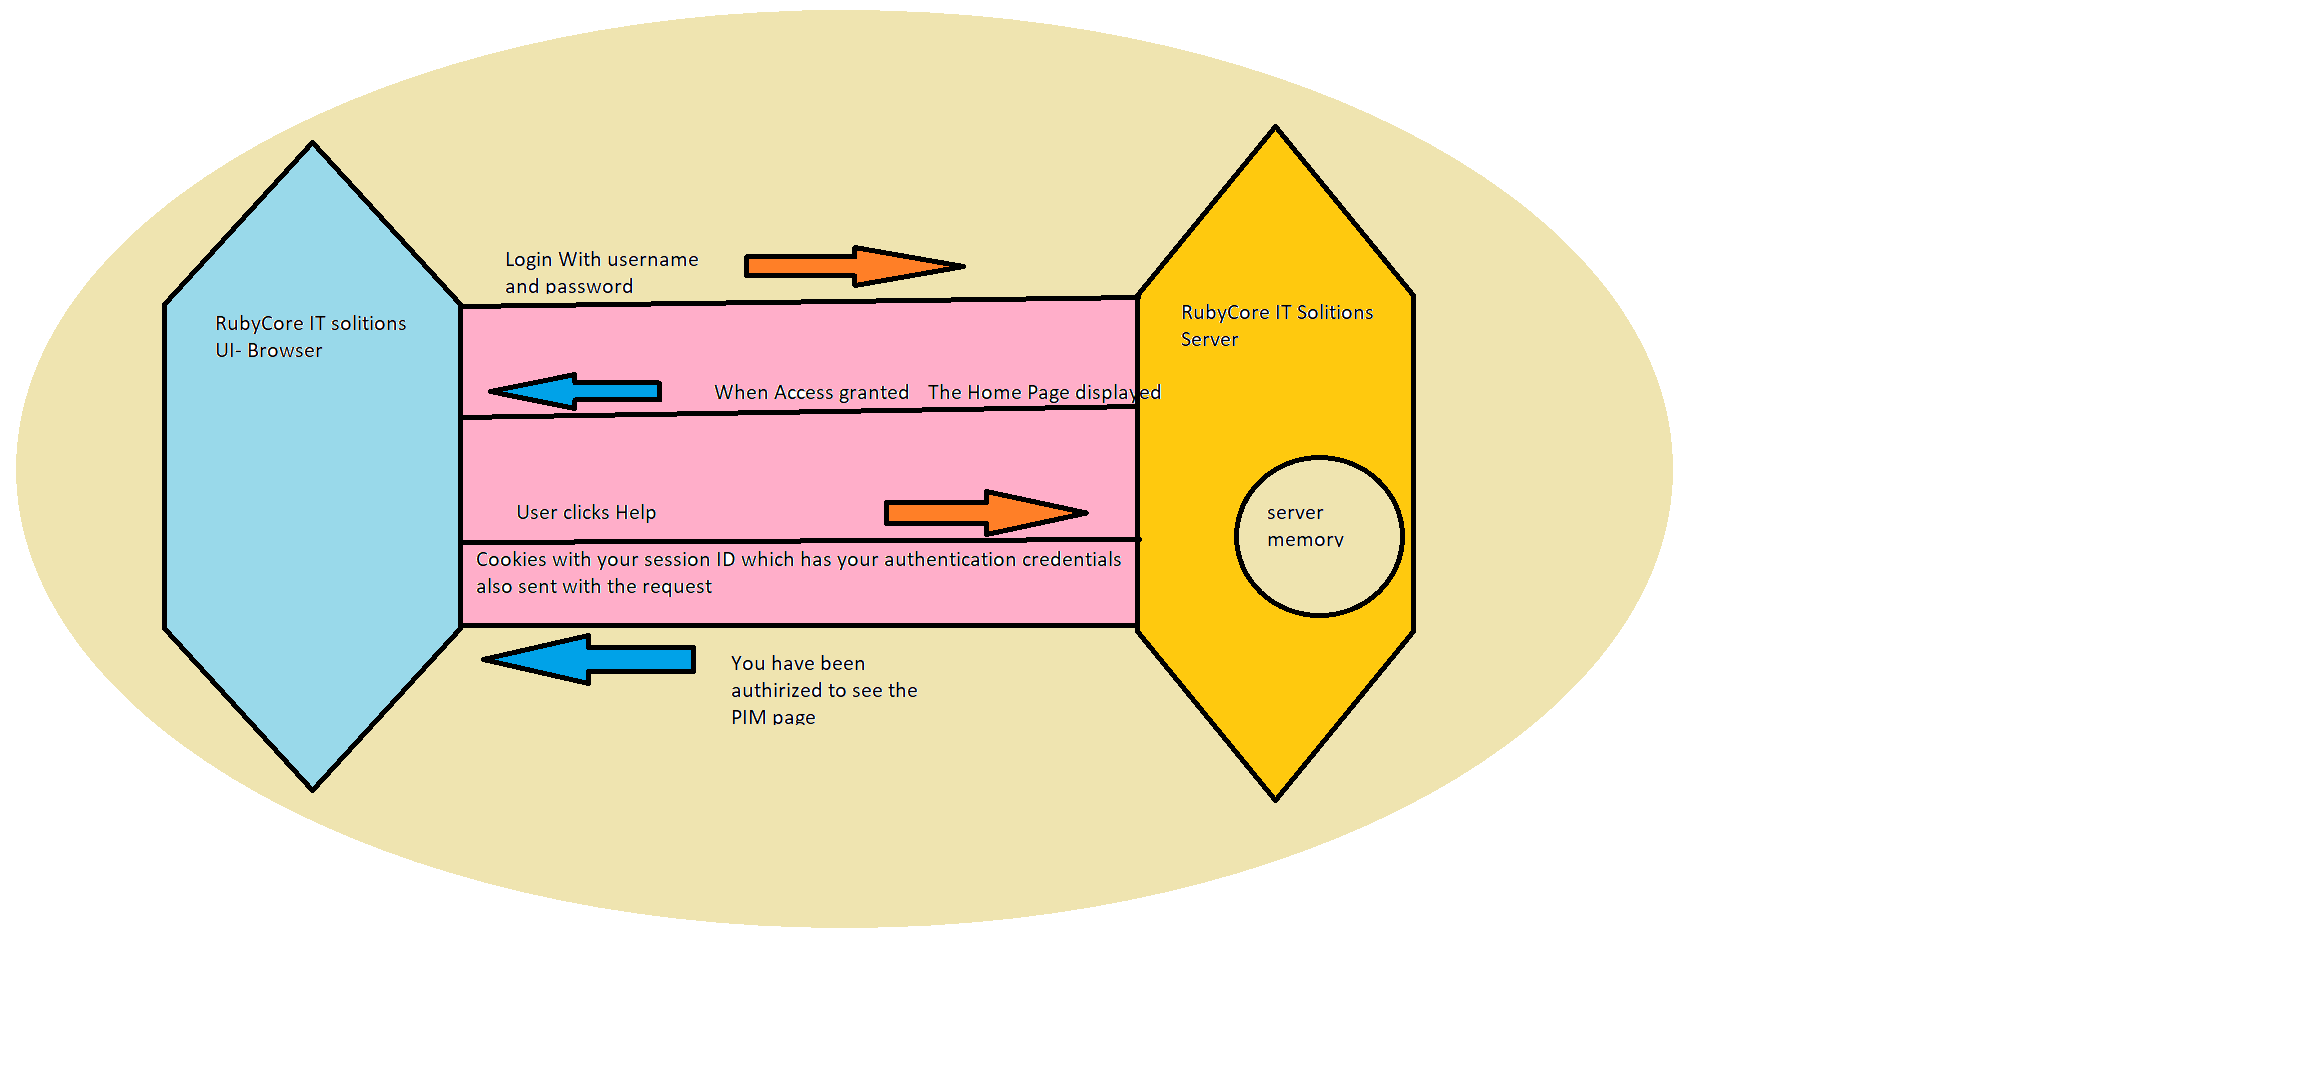 Login With username
and password
RubyCore IT solitions
UI- Browser
RubyCore IT Solitions
Server
When Access granted The Home Page displayed
User clicks Help
server
memory
Cookies with your session ID which has your authentication credentials
also sent with the request
You have been
authirized to see the
PIM page